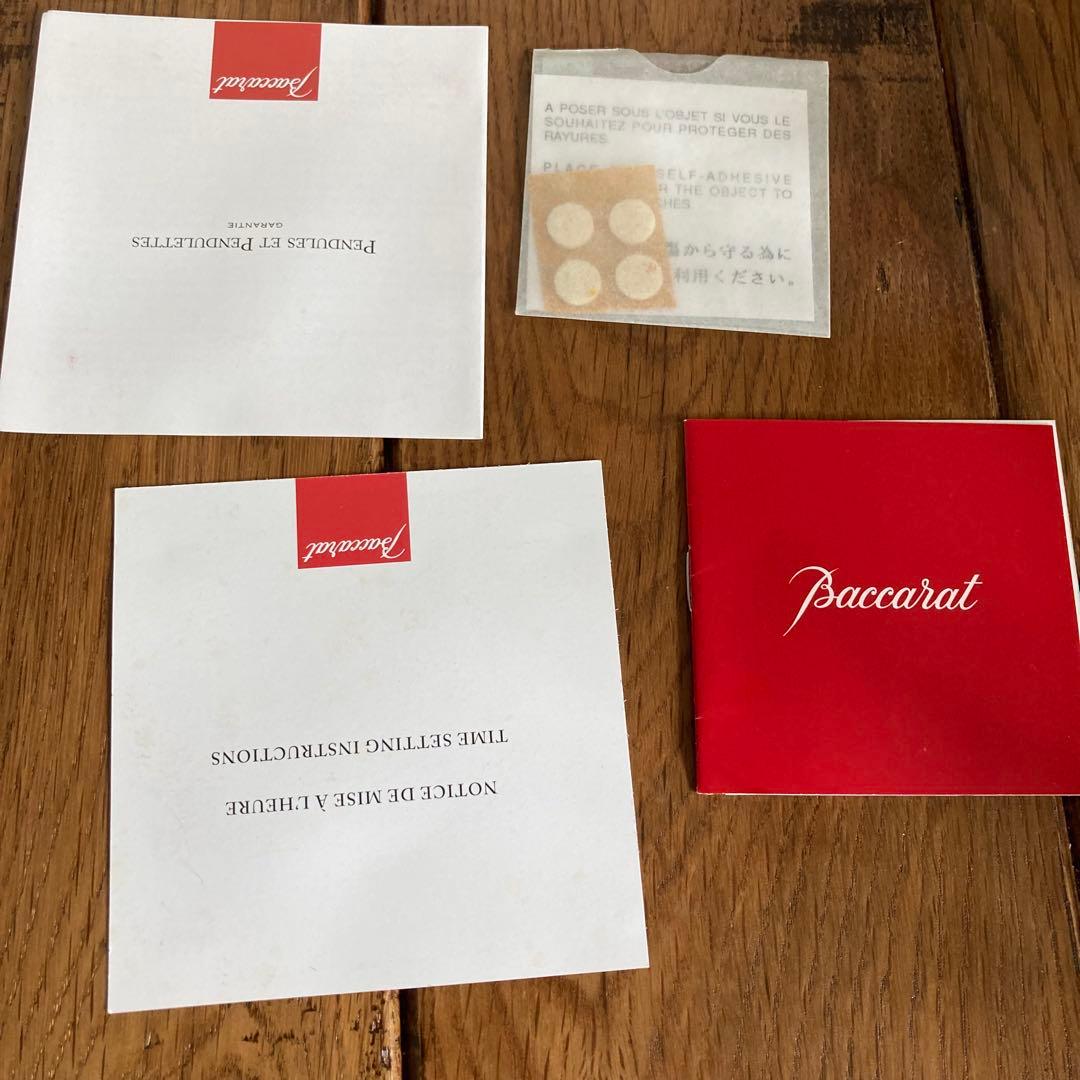 Baccarat
PENDULES ET PENDULETTES
GARANTIE
A POSER SOUS L'OBJET SI VOUS LE
SOUHAITEZ POUR PROTEGER DES
RAYURES.
SELF-ADHESIVE
THE OBJECT TO
から守る為に
利用ください。
Baccarat
NOTICE DE MISE À L'HEURE
TIME SETTING INSTRUCTIONS
Baccarat